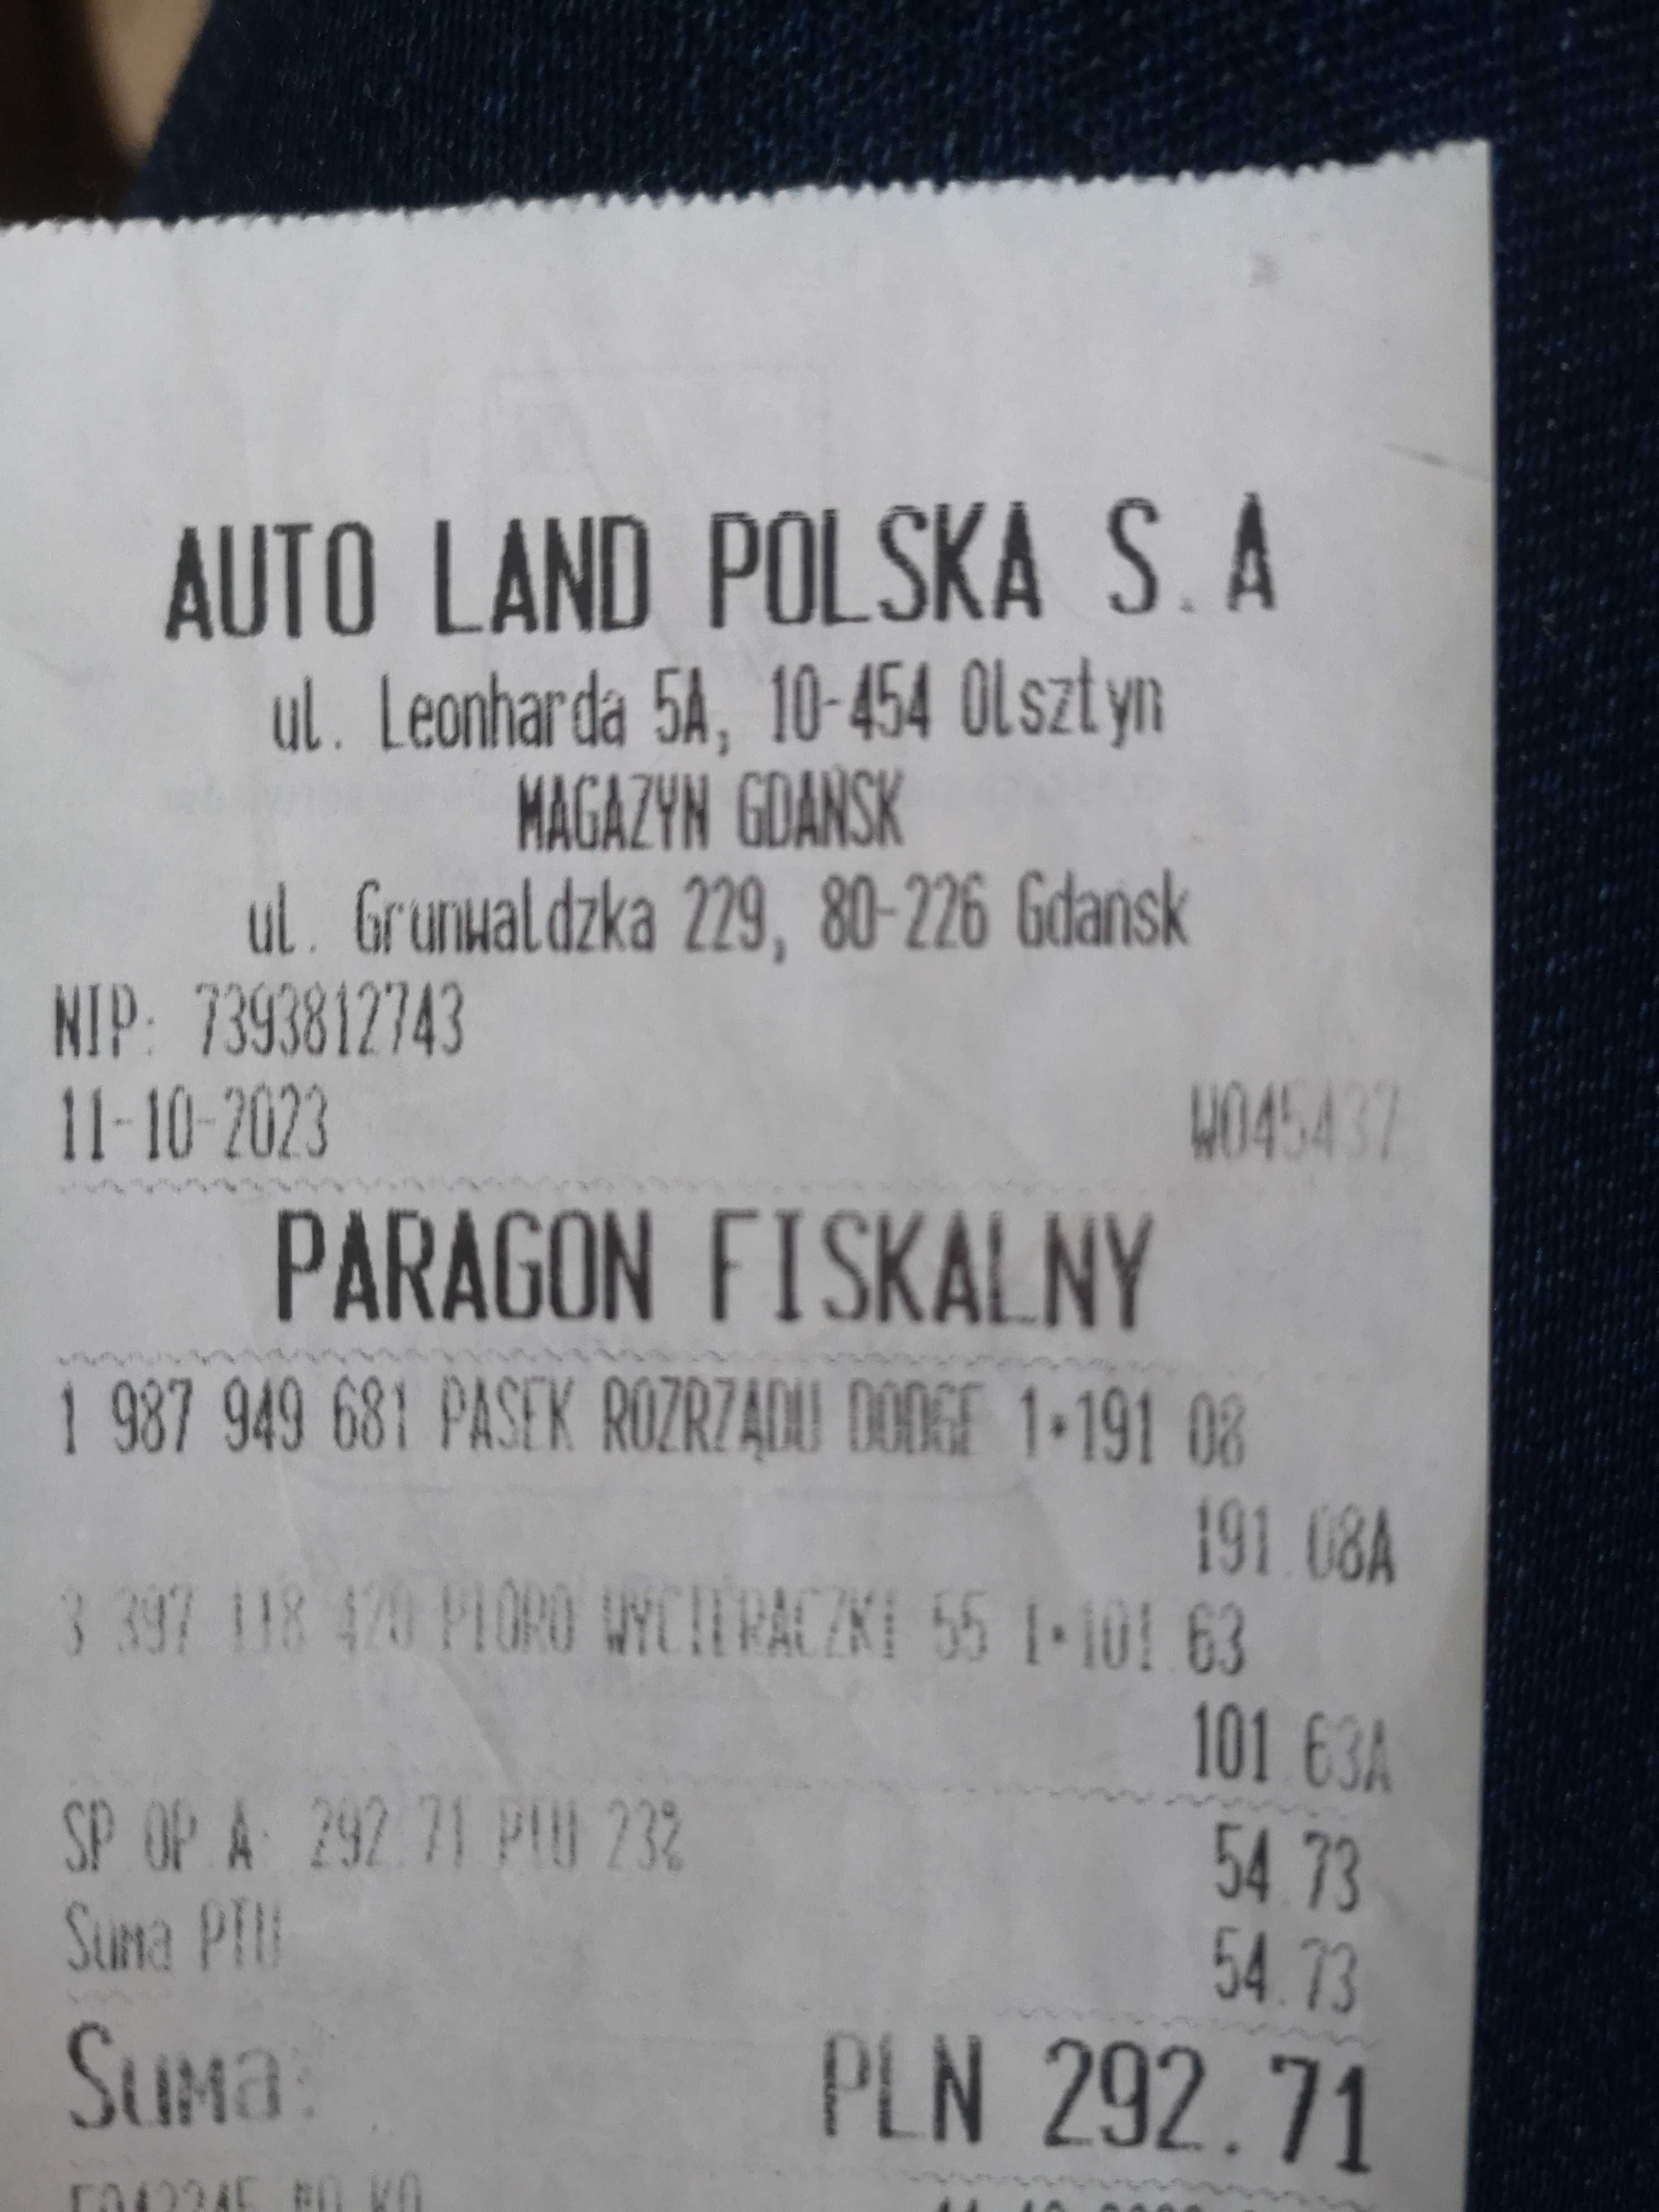 AUTO LAND POLSKA S.A
ul. Leonharda 5A, 10-454 Olsztyn
MAGAZYN GDAŃSK
ul. Grunwaldzka 229, 80-226 Gdańsk
NIP: 7393812743
11-10-2023 W045437
PARAGON FISKALNY
1 987 949 681 PASEK ROZRZĄDU DODGE 1*191.08
191.08A
3 397 118 420 PIÓRO WYCIERACZKI 55 1*101.63
101.63A
SP.OP.A: 292.71 PTU 23% 54.73
Suma PTU 54.73
Suma: PLN 292.71